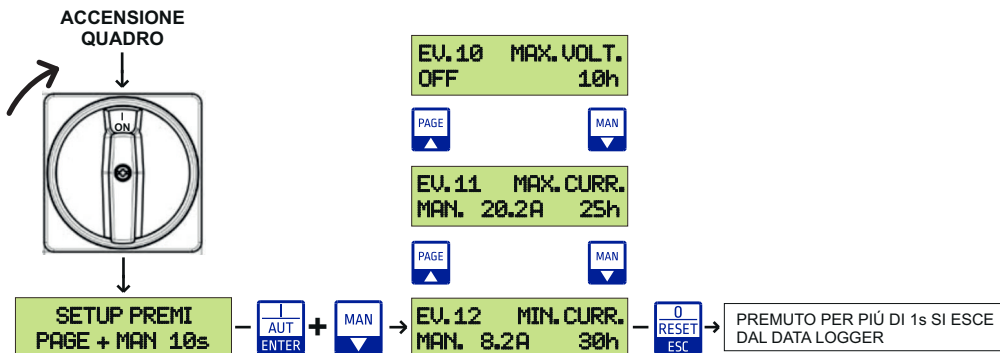 ACCENSIONE
QUADRO
I
ON
SETUP PREMI
PAGE + MAN 10s
I
AUT
ENTER
+
MAN
EV.10 MAX.VOLT.
OFF 10h
PAGE
MAN
EV.11 MAX.CURR.
MAN. 20.2A 25h
PAGE
MAN
EV.12 MIN.CURR.
MAN. 8.2A 30h
0
RESET
ESC
PREMUTO PER PIÚ DI 1s SI ESCE
DAL DATA LOGGER